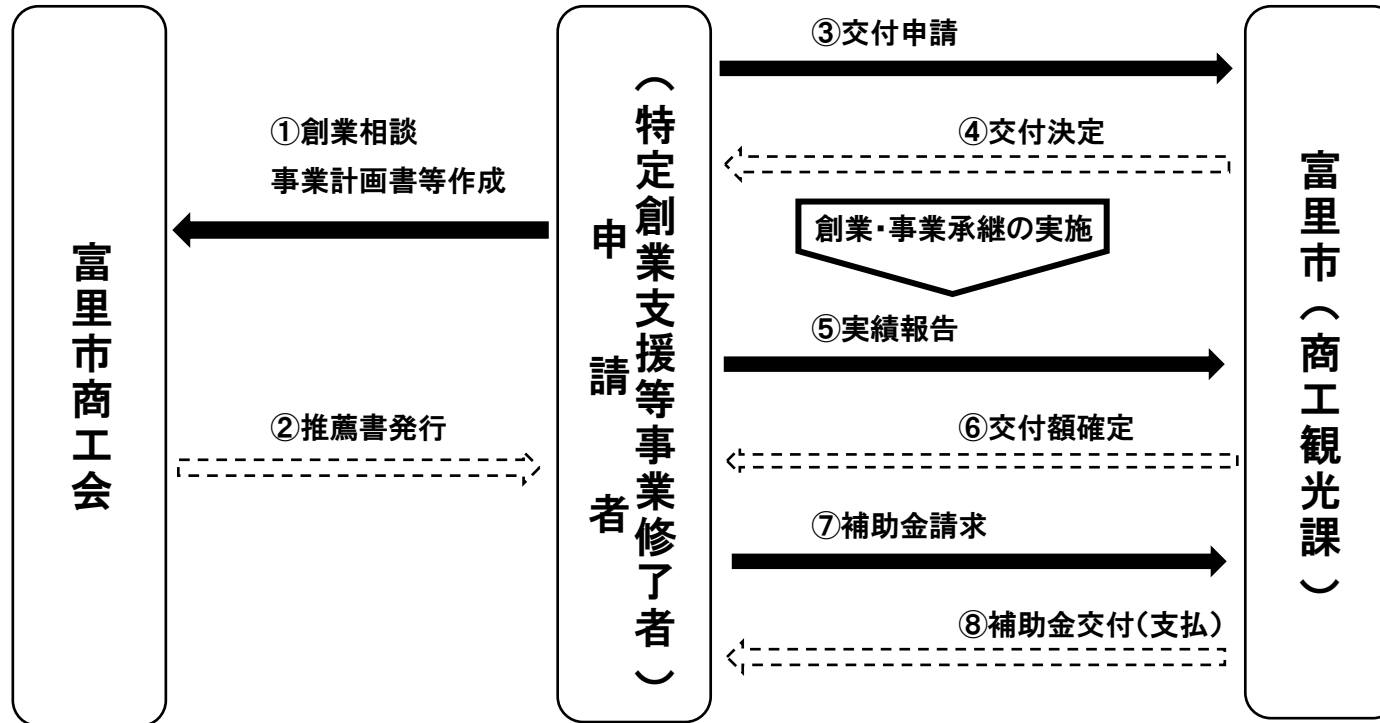 富里市商工会
①創業相談
事業計画書等作成
②推薦書発行
申請者
（特定創業支援等事業修了者）
③交付申請
④交付決定
創業・事業承継の実施
⑤実績報告
⑥交付額確定
⑦補助金請求
⑧補助金交付（支払）
富里市（商工観光課）